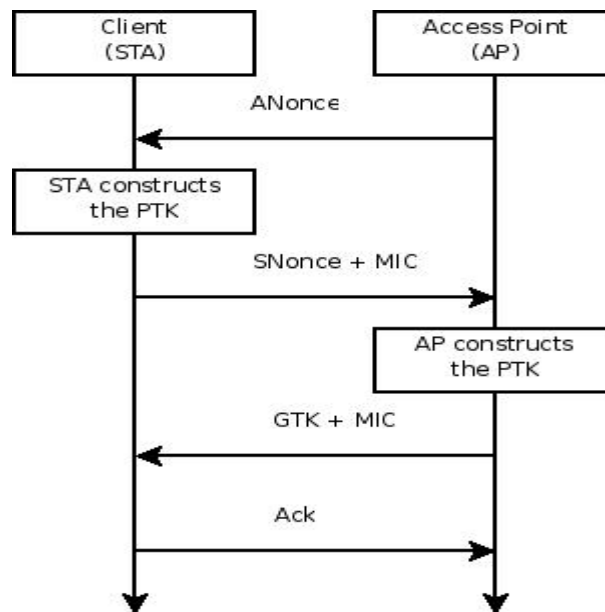 Client
(STA)
Access Point
(AP)
ANonce
STA constructs
the PTK
SNonce + MIC
AP constructs
the PTK
GTK + MIC
Ack